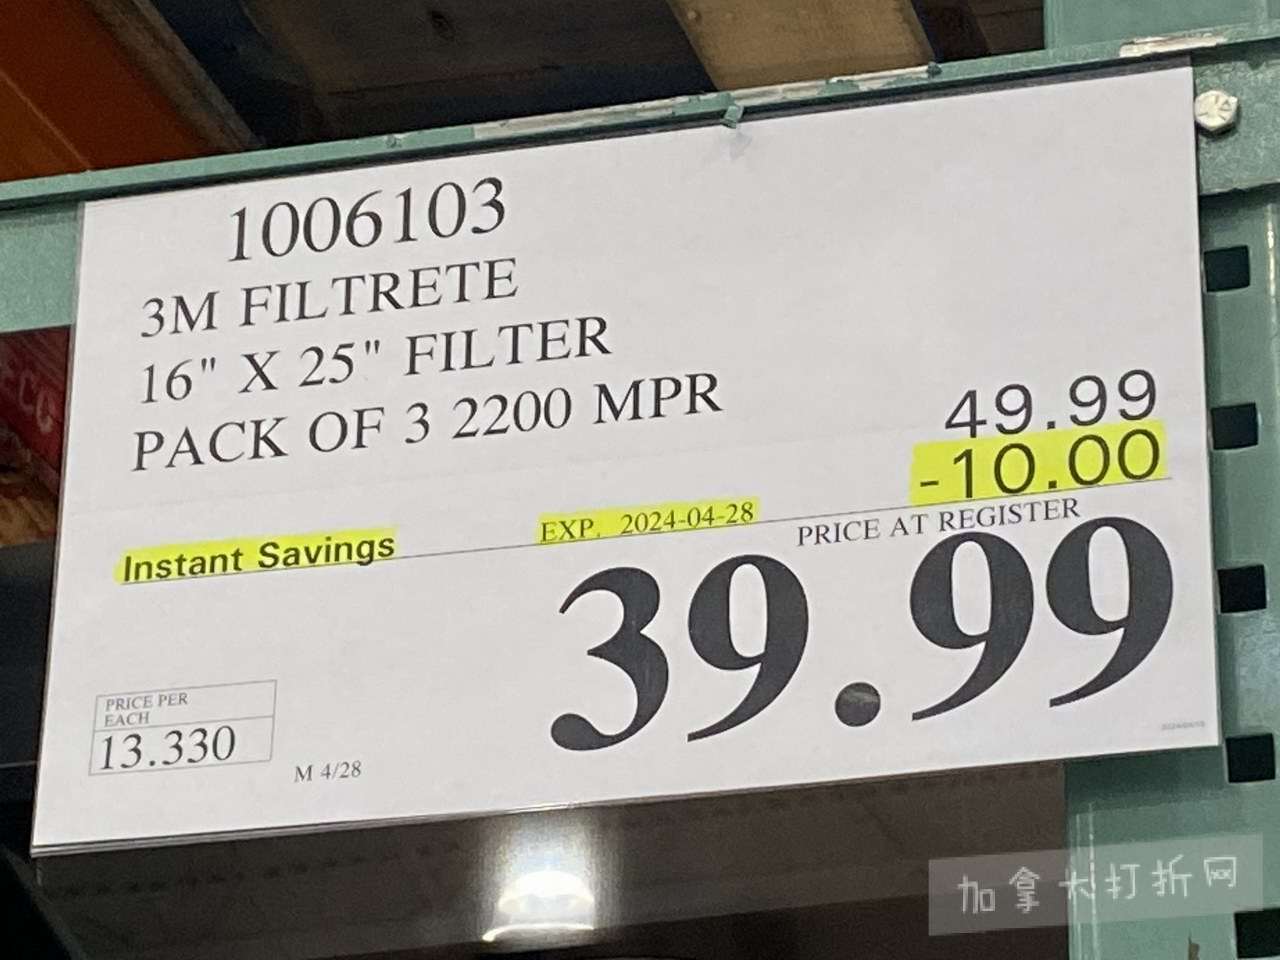 1006103
3M FILTRETE
16" X 25" FILTER
PACK OF 3 2200 MPR
49.99
-10.00
Instant Savings
EXP. 2024-04-28
PRICE AT REGISTER
39.99
PRICE PER
EACH
13.330
M 4/28
加拿大打折网